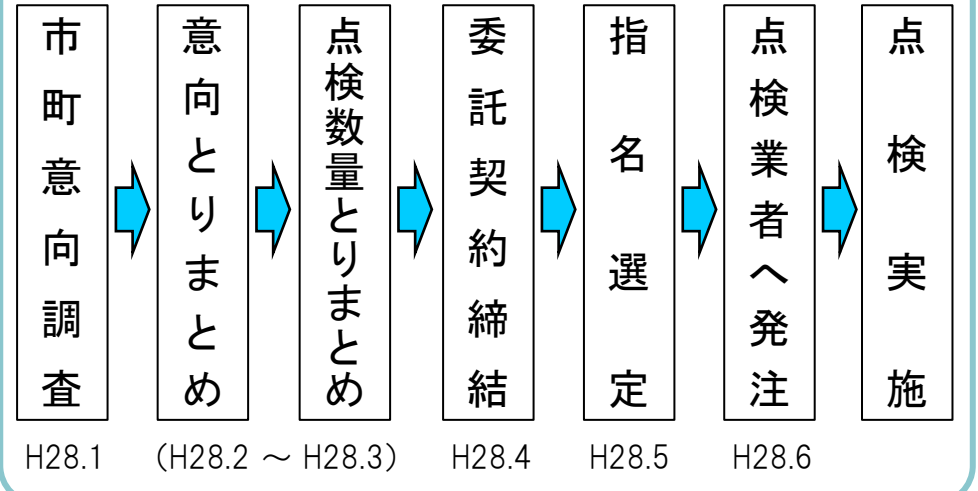 市町意向調査
意向とりまとめ
点検数量とりまとめ
委託契約締結
指名選定
点検業者へ発注
点検実施
H28.1
(H28.2 ～ H28.3)
H28.4
H28.5
H28.6